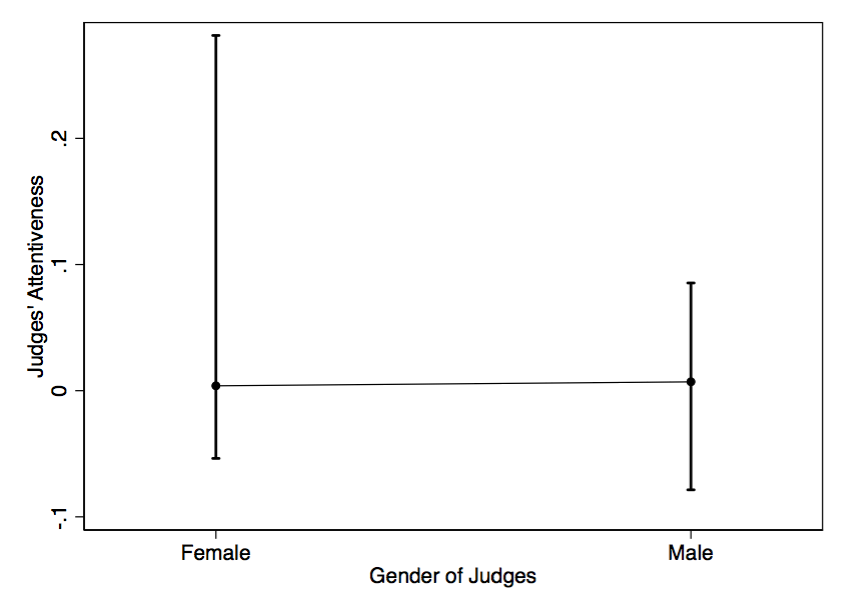 Judges' Attentiveness
.2
.1
0
-.1
Female
Male
Gender of Judges